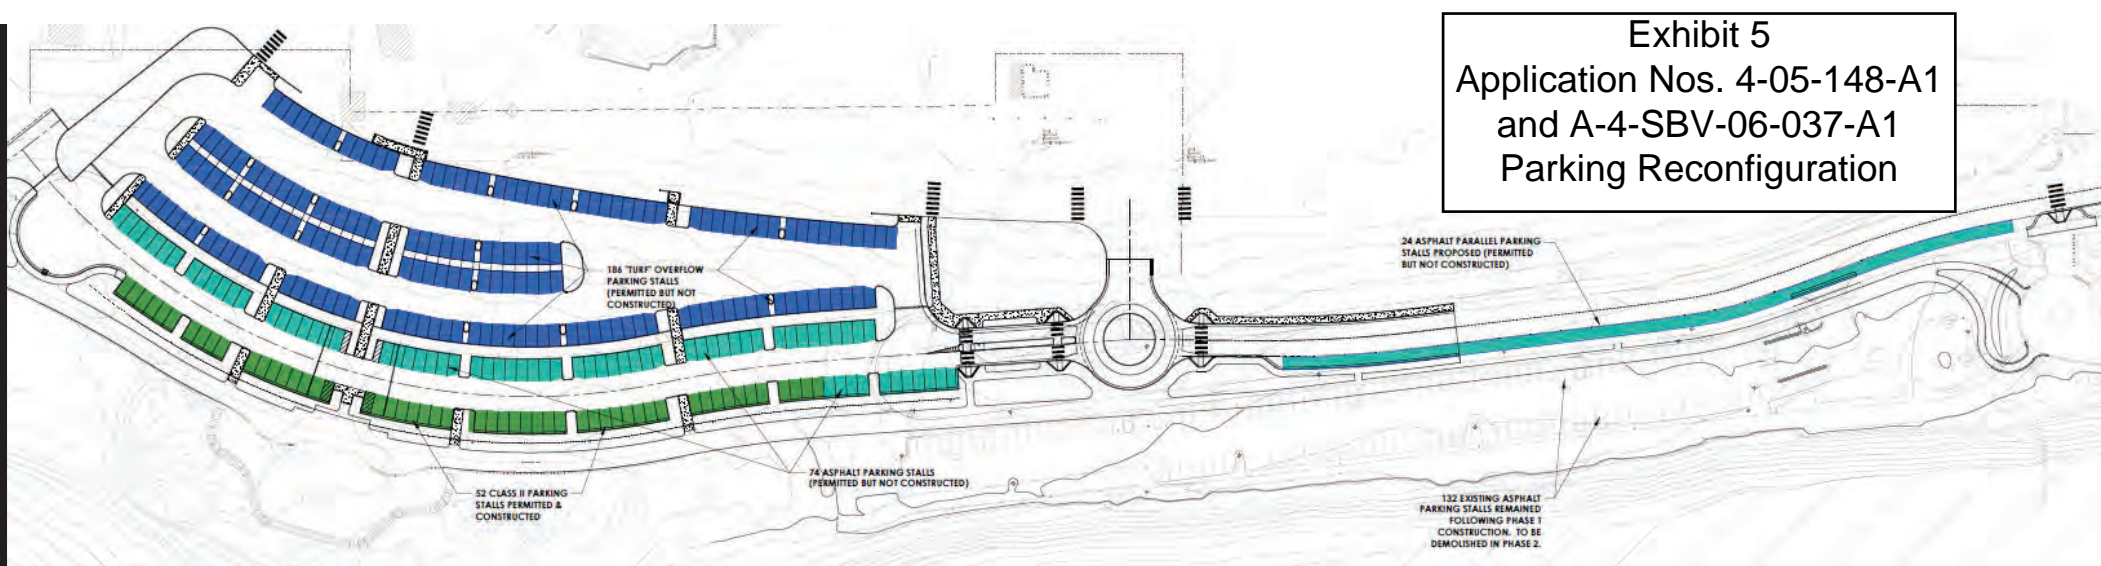 Exhibit 5
Application Nos. 4-05-148-A1
and A-4-SBV-06-037-A1
Parking Reconfiguration
24 ASPHALT PARALLEL PARKING
STALLS PROPOSED (PERMITTED
BUT NOT CONSTRUCTED)
186 "TURF" OVERFLOW
PARKING STALLS
(PERMITTED BUT NOT
CONSTRUCTED)
74 ASPHALT PARKING STALLS
(PERMITTED BUT NOT CONSTRUCTED)
52 CLASS II PARKING
STALLS PERMITTED &
CONSTRUCTED
132 EXISTING ASPHALT
PARKING STALLS REMAINED
FOLLOWING PHASE 1
CONSTRUCTION. TO BE
DEMOLISHED IN PHASE 2.